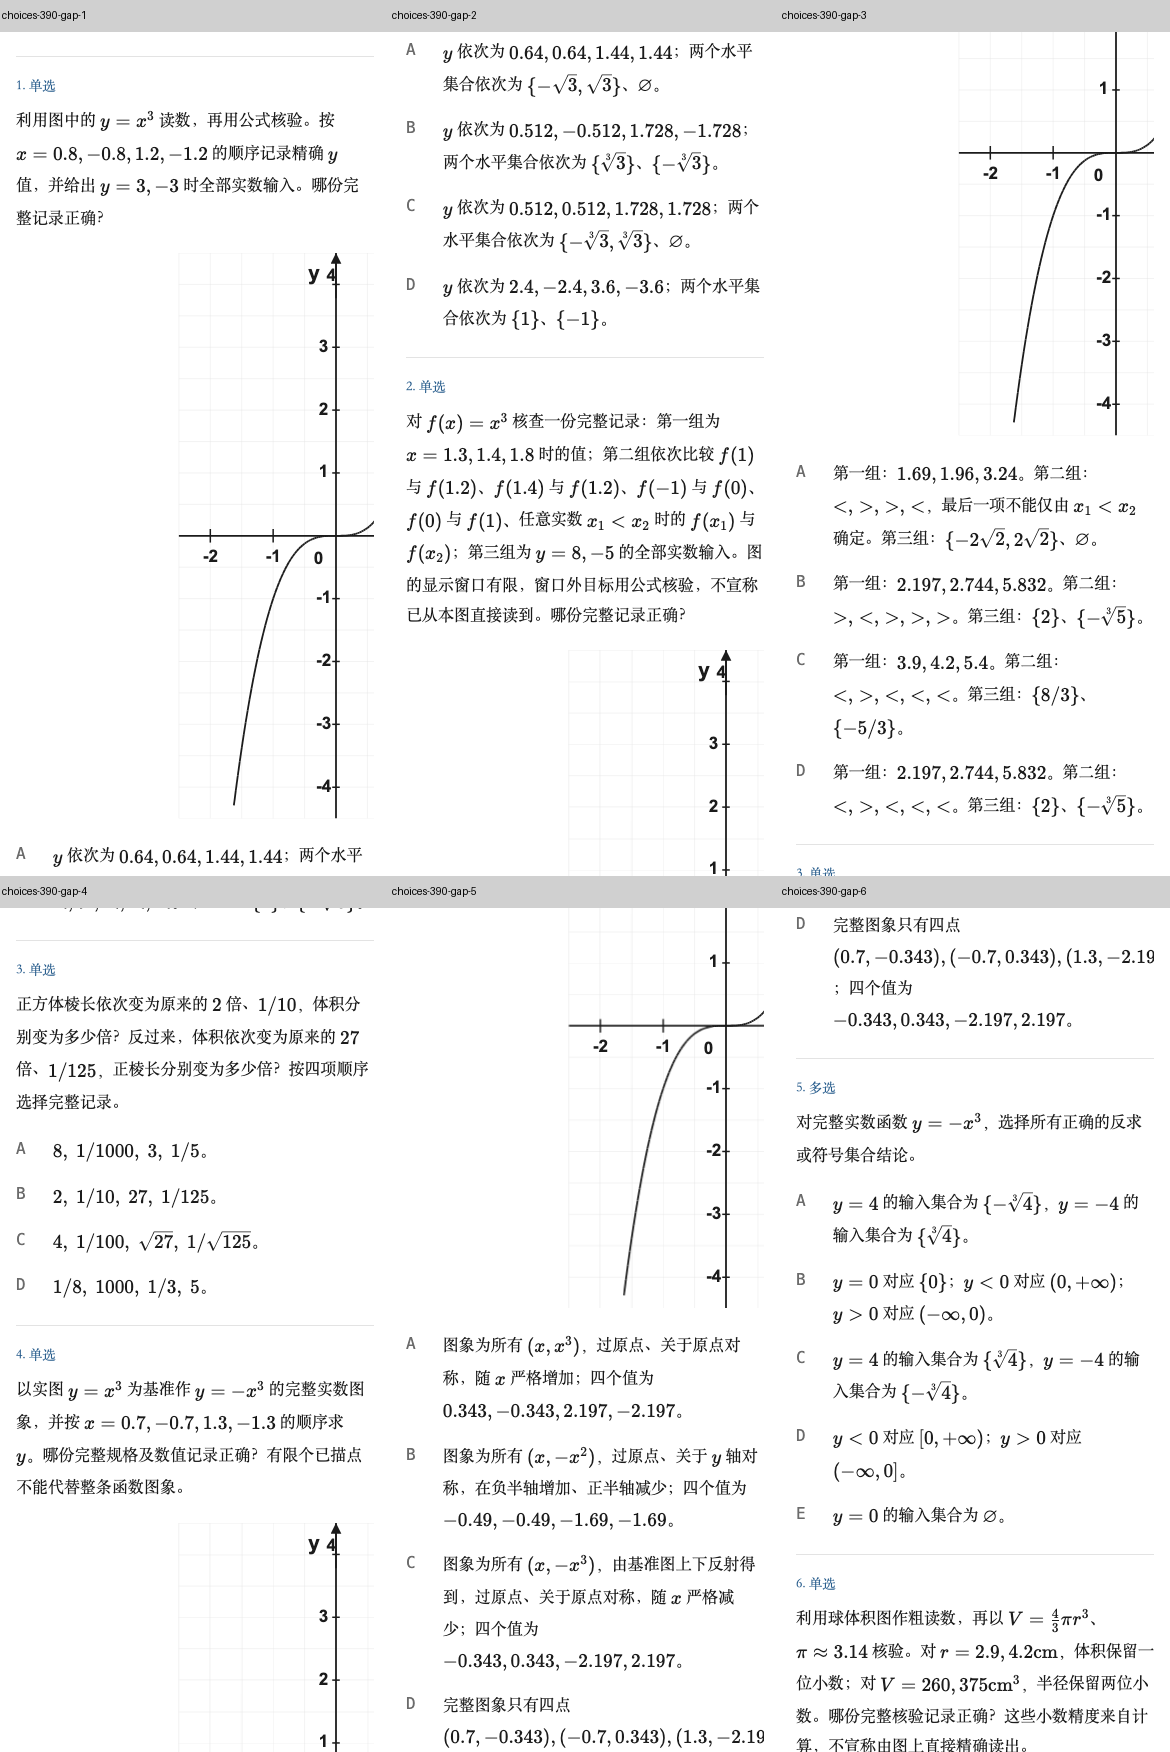 choices-390-gap-1
1. 单选
利用图中的 y = x³ 读数，再用公式核验。按
x = 0.8, −0.8, 1.2, −1.2 的顺序记录精确 y
值，并给出 y = 3, −3 时全部实数输入。哪份完
整记录正确？
y 4
3
2
1
-2 -1 0
-1
-2
-3
-4
A y 依次为 0.64, 0.64, 1.44, 1.44；两个水平
choices-390-gap-2
A y 依次为 0.64, 0.64, 1.44, 1.44；两个水平
集合依次为 {−√3, √3}、∅。
B y 依次为 0.512, −0.512, 1.728, −1.728；
两个水平集合依次为 {∛3}、{−∛3}。
C y 依次为 0.512, 0.512, 1.728, 1.728；两个
水平集合依次为 {−∛3, ∛3}、∅。
D y 依次为 2.4, −2.4, 3.6, −3.6；两个水平集
合依次为 {1}、{−1}。
2. 单选
对 f(x) = x³ 核查一份完整记录：第一组为
x = 1.3, 1.4, 1.8 时的值；第二组依次比较 f(1)
与 f(1.2)、f(1.4) 与 f(1.2)、f(−1) 与 f(0)、
f(0) 与 f(1)、任意实数 x₁ < x₂ 时的 f(x₁) 与
f(x₂)；第三组为 y = 8, −5 的全部实数输入。图
的显示窗口有限，窗口外目标用公式核验，不宣称
已从本图直接读到。哪份完整记录正确？
y 4
3
2
1
choices-390-gap-3
1
-2 -1 0
-1
-2
-3
-4
A 第一组：1.69, 1.96, 3.24。第二组：
<, >, >, <，最后一项不能仅由 x₁ < x₂
确定。第三组：{−2√2, 2√2}、∅。
B 第一组：2.197, 2.744, 5.832。第二组：
>, <, >, >, >。第三组：{2}、{−∛5}。
C 第一组：3.9, 4.2, 5.4。第二组：
<, >, <, <, <。第三组：{8/3}、
{−5/3}。
D 第一组：2.197, 2.744, 5.832。第二组：
<, >, <, <, <。第三组：{2}、{−∛5}。
3. 单选
choices-390-gap-4
3. 单选
正方体棱长依次变为原来的 2 倍、1/10，体积分
别变为多少倍？反过来，体积依次变为原来的 27
倍、1/125，正棱长分别变为多少倍？按四项顺序
选择完整记录。
A 8, 1/1000, 3, 1/5。
B 2, 1/10, 27, 1/125。
C 4, 1/100, √27, 1/√125。
D 1/8, 1000, 1/3, 5。
4. 单选
以实图 y = x³ 为基准作 y = −x³ 的完整实数图
象，并按 x = 0.7, −0.7, 1.3, −1.3 的顺序求
y。哪份完整规格及数值记录正确？有限个已描点
不能代替整条函数图象。
y 4
3
2
1
choices-390-gap-5
1
-2 -1 0
-1
-2
-3
-4
A 图象为所有 (x, x³)，过原点、关于原点对
称，随 x 严格增加；四个值为
0.343, −0.343, 2.197, −2.197。
B 图象为所有 (x, −x²)，过原点、关于 y 轴对
称，在负半轴增加、正半轴减少；四个值为
−0.49, −0.49, −1.69, −1.69。
C 图象为所有 (x, −x³)，由基准图上下反射得
到，过原点、关于原点对称，随 x 严格减
少；四个值为
−0.343, 0.343, −2.197, 2.197。
D 完整图象只有四点
(0.7, −0.343), (−0.7, 0.343), (1.3, −2.19
choices-390-gap-6
D 完整图象只有四点
(0.7, −0.343), (−0.7, 0.343), (1.3, −2.19
；四个值为
−0.343, 0.343, −2.197, 2.197。
5. 多选
对完整实数函数 y = −x³，选择所有正确的反求
或符号集合结论。
A y = 4 的输入集合为 {−∛4}，y = −4 的
输入集合为 {∛4}。
B y = 0 对应 {0}；y < 0 对应 (0, +∞)；
y > 0 对应 (−∞, 0)。
C y = 4 的输入集合为 {∛4}，y = −4 的输
入集合为 {−∛4}。
D y < 0 对应 [0, +∞)；y > 0 对应
(−∞, 0]。
E y = 0 的输入集合为 ∅。
6. 单选
利用球体积图作粗读数，再以 V = 4/3 πr³、
π ≈ 3.14 核验。对 r = 2.9, 4.2cm，体积保留一
位小数；对 V = 260, 375cm³，半径保留两位小
数。哪份完整核验记录正确？这些小数精度来自计
算，不宣称由图上直接精确读出。